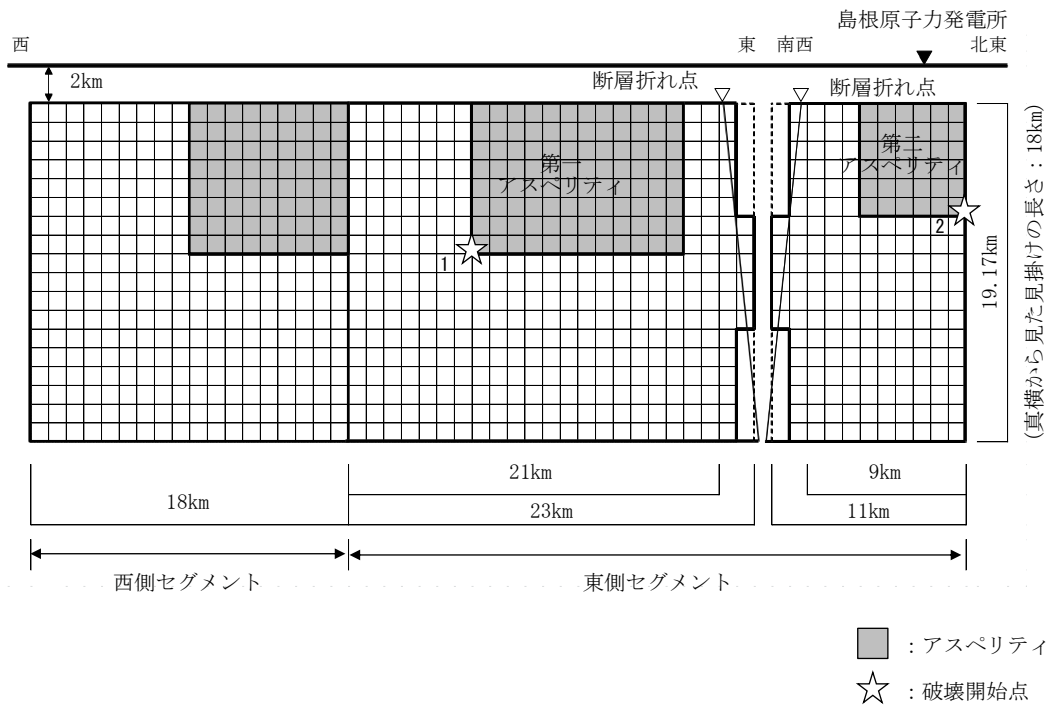 島根原子力発電所
西
東
南西
北東
2km
断層折れ点
断層折れ点
第一
アスペリティ
第二
アスペリティ
1
2
19.17km
(真横から見た見掛けの長さ:18km)
21km
9km
18km
23km
11km
西側セグメント
東側セグメント
:アスペリティ
:破壊開始点